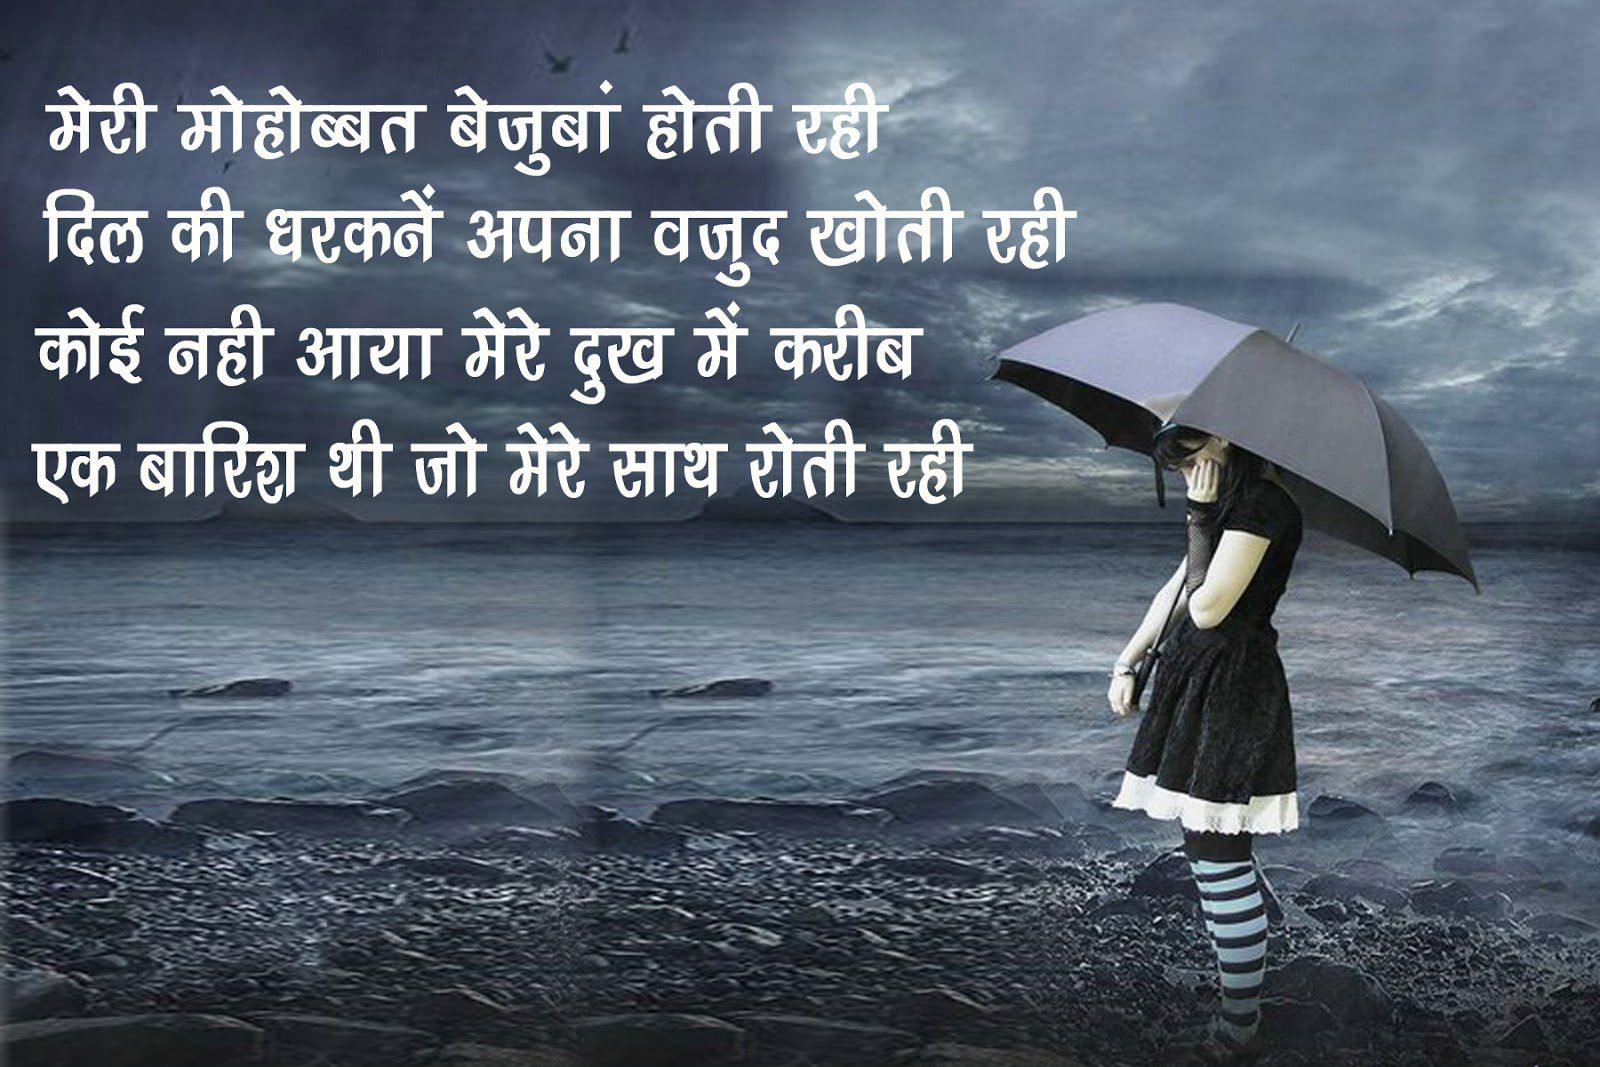 मेरी मोहोब्बत बेजुबां होती रही
दिल की धरकनें अपना वजुद खोती रही
कोई नही आया मेरे दुख में करीब
एक बारिश थी जो मेरे साथ रोती रही